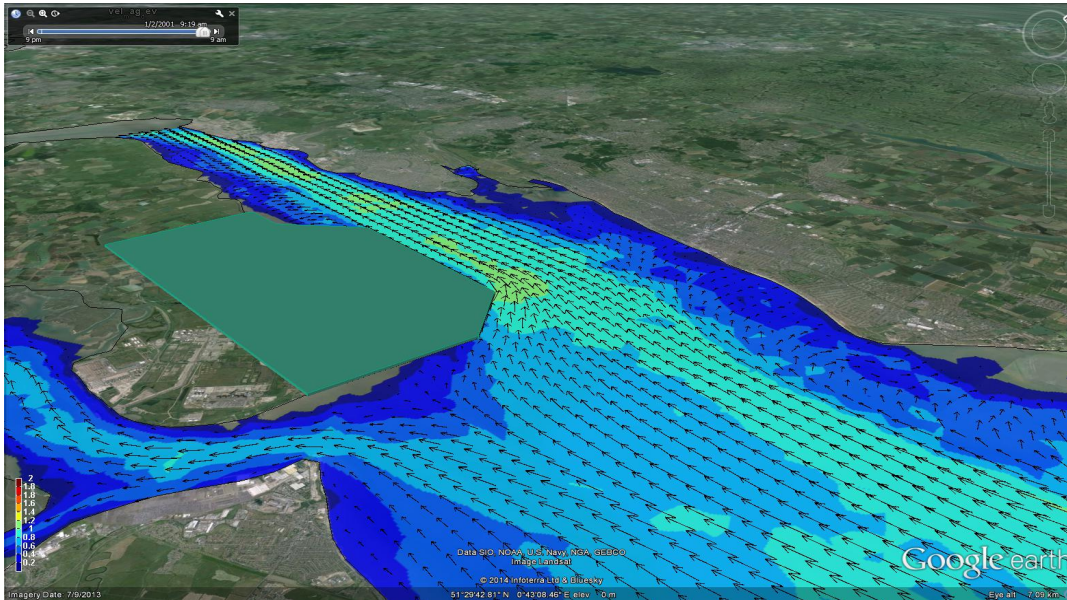 vel_ag_ev
1/2/2001 9:19 am
9 pm
9 am
2
1.8
1.8
1.6
1.4
1.2
1
0.8
0.6
0.4
0.2
Data SIO, NOAA, U.S. Navy, NGA, GEBCO
Image Landsat
© 2014 Infoterra Ltd & Bluesky
Google earth
Imagery Date: 7/9/2013
51°29'42.81" N 0°43'08.46" E elev 0 m
Eye alt 7.09 km